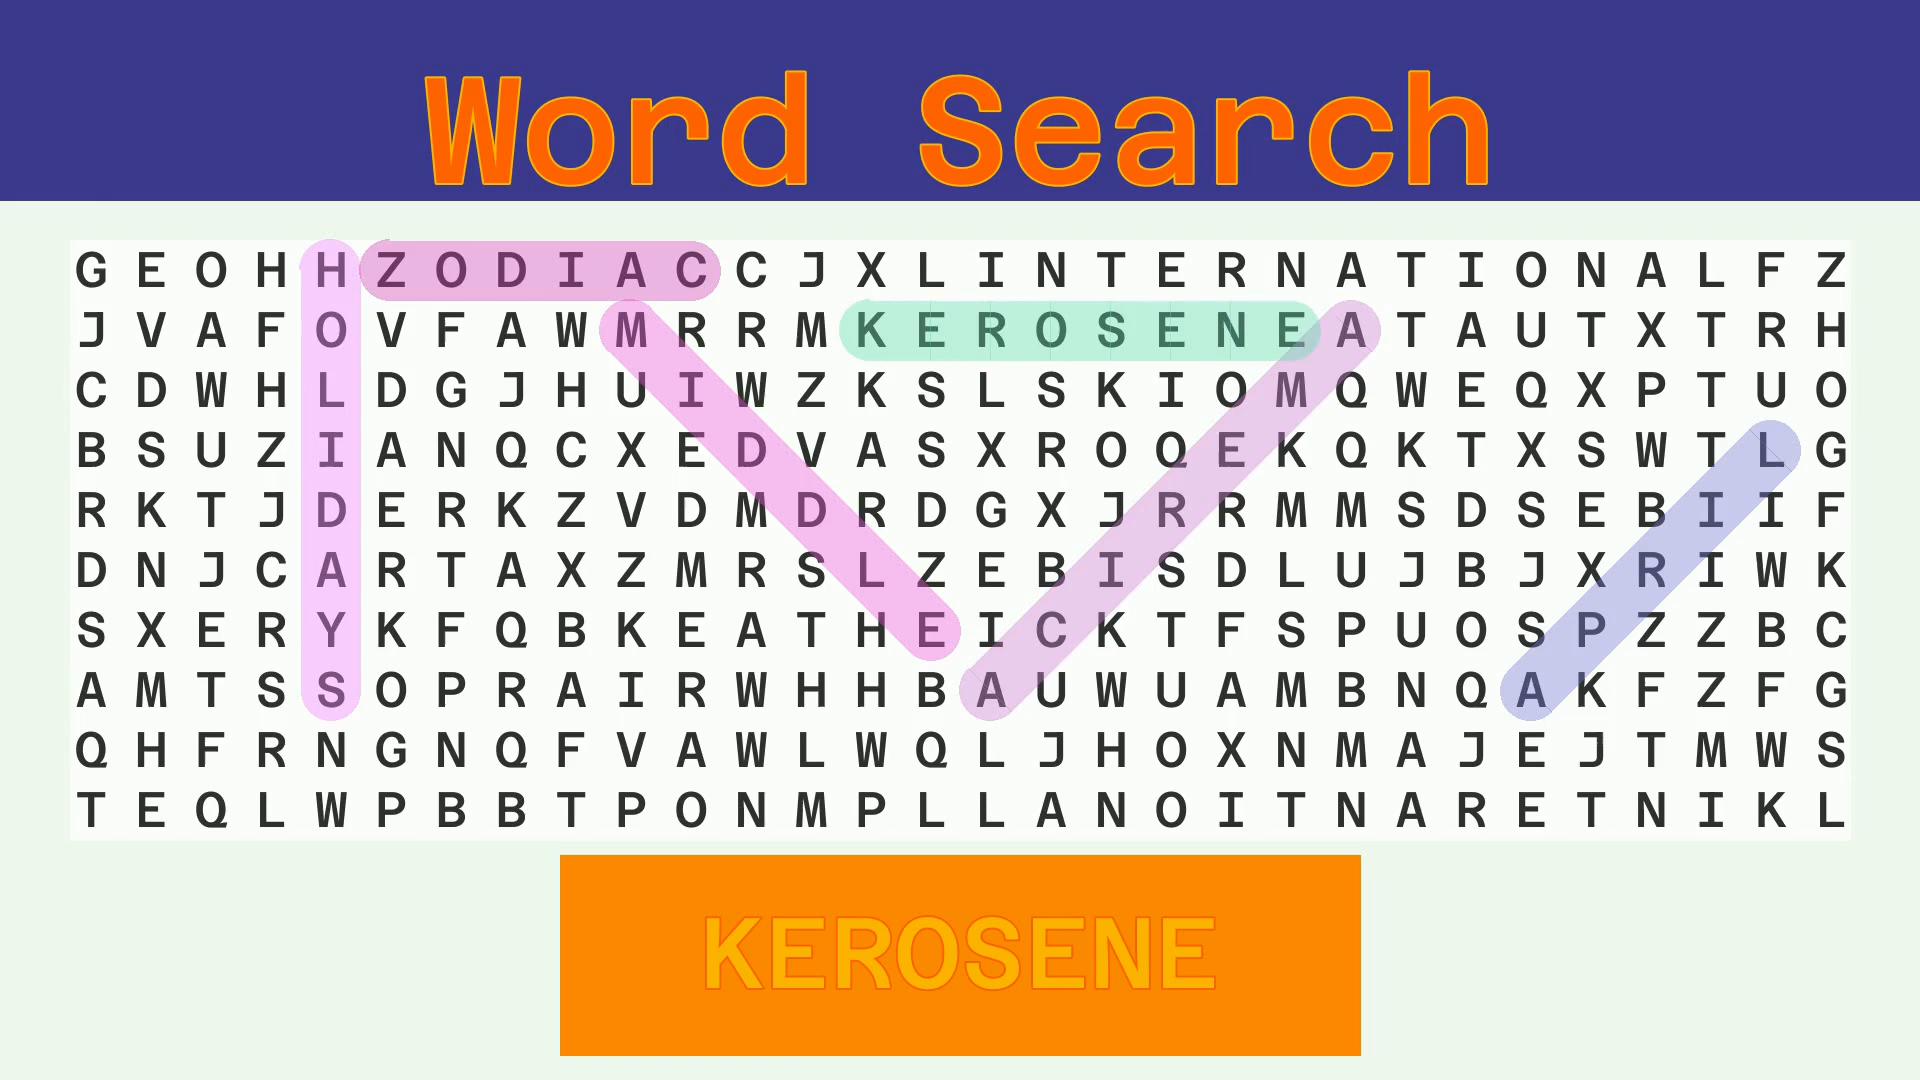 Word Search
G E O H H Z O D I A C C J X L I N T E R N A T I O N A L F Z
J V A F O V F A W M R R M K E R O S E N E A T A U T X T R H
C D W H L D G J H U I W Z K S L S K I O M Q W E Q X P T U O
B S U Z I A N Q C X E D V A S X R O Q E K Q K T X S W T L G
R K T J D E R K Z V D M D R D G X J R R M M S D S E B I I F
D N J C A R T A X Z M R S L Z E B I S D L U J B J X R I W K
S X E R Y K F Q B K E A T H E I C K T F S P U O S P Z Z B C
A M T S S O P R A I R W H H B A U W U A M B N Q A K F Z F G
Q H F R N G N Q F V A W L W Q L J H O X N M A J E J T M W S
T E Q L W P B B T P O N M P L L A N O I T N A R E T N I K L
KEROSENE